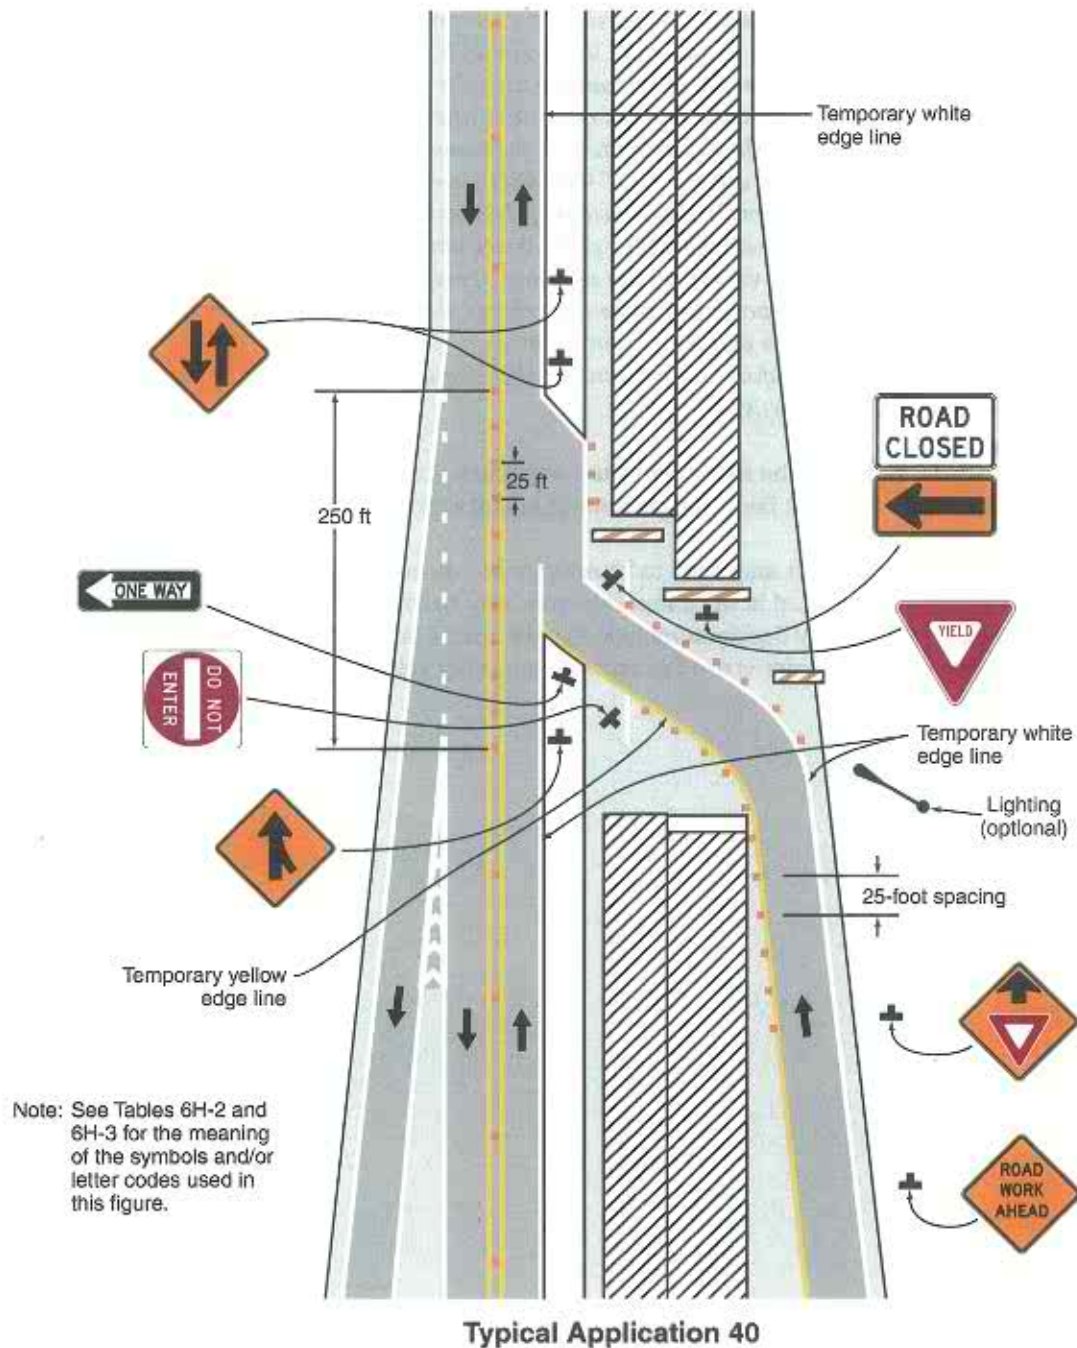 Temporary white
edge line
ROAD
CLOSED
25 ft
250 ft
ONE WAY
YIELD
DO NOT
ENTER
Temporary white
edge line
Lighting
(optional)
25-foot spacing
Temporary yellow
edge line
Note: See Tables 6H-2 and
6H-3 for the meaning
of the symbols and/or
letter codes used in
this figure.
ROAD
WORK
AHEAD
Typical Application 40